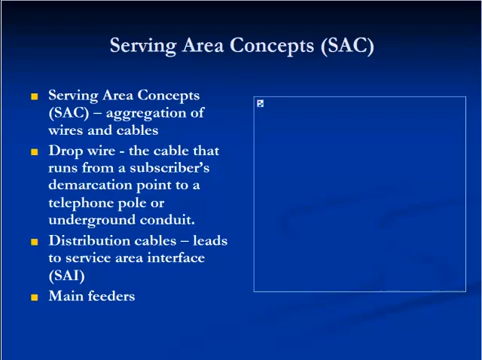 Serving Area Concepts (SAC)
Serving Area Concepts
(SAC) – aggregation of
wires and cables
Drop wire - the cable that
runs from a subscriber's
demarcation point to a
telephone pole or
underground conduit.
Distribution cables – leads
to service area interface
(SAI)
Main feeders